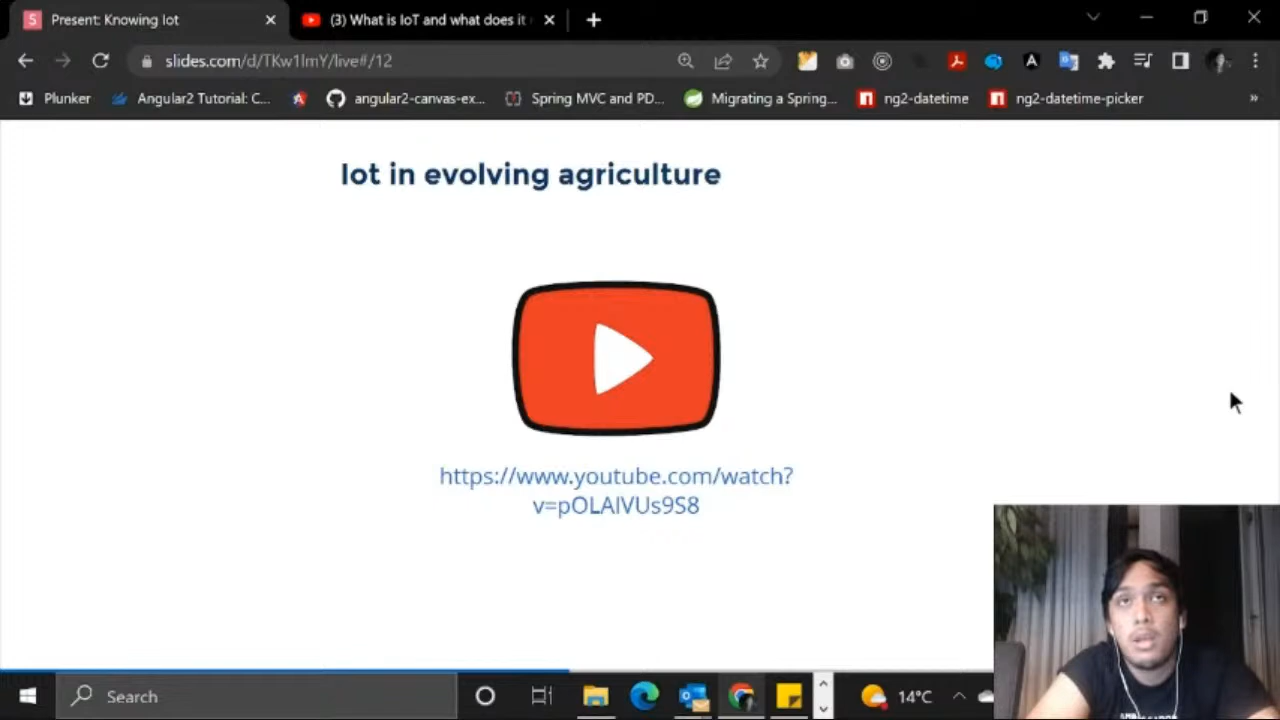 Present: Knowing Iot
(3) What is IoT and what does it
slides.com/d/TKw1lmY/live#/12
Plunker
Angular2 Tutorial: C...
angular2-canvas-ex...
Spring MVC and PD...
Migrating a Spring...
ng2-datetime
ng2-datetime-picker
Iot in evolving agriculture
https://www.youtube.com/watch?
v=pOLAlVUs9S8
Search
14°C